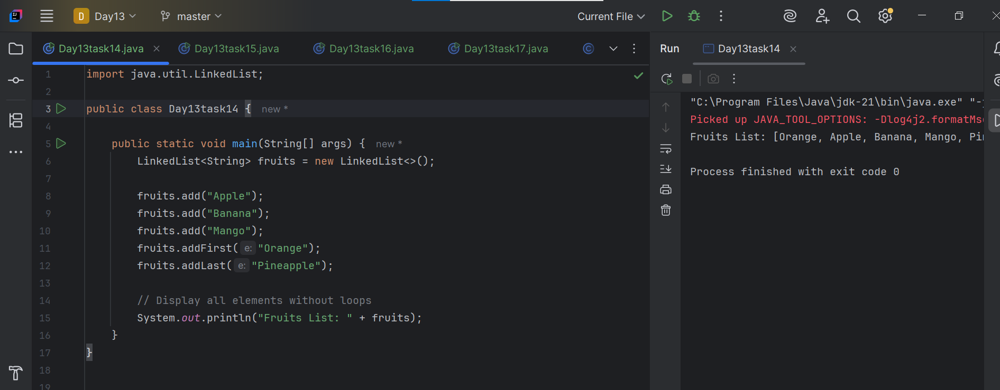 D Day13 master Current File
Day13task14.java Day13task15.java Day13task16.java Day13task17.java
Run Day13task14
1 import java.util.LinkedList;
2
3 public class Day13task14 { new *
4
5 public static void main(String[] args) { new *
6 LinkedList<String> fruits = new LinkedList<>();
7
8 fruits.add("Apple");
9 fruits.add("Banana");
10 fruits.add("Mango");
11 fruits.addFirst( e: "Orange");
12 fruits.addLast( e: "Pineapple");
13
14 // Display all elements without loops
15 System.out.println("Fruits List: " + fruits);
16 }
17 }
18
19
"C:\Program Files\Java\jdk-21\bin\java.exe" "-
Picked up JAVA_TOOL_OPTIONS: -Dlog4j2.formatMs
Fruits List: [Orange, Apple, Banana, Mango, Pi
Process finished with exit code 0